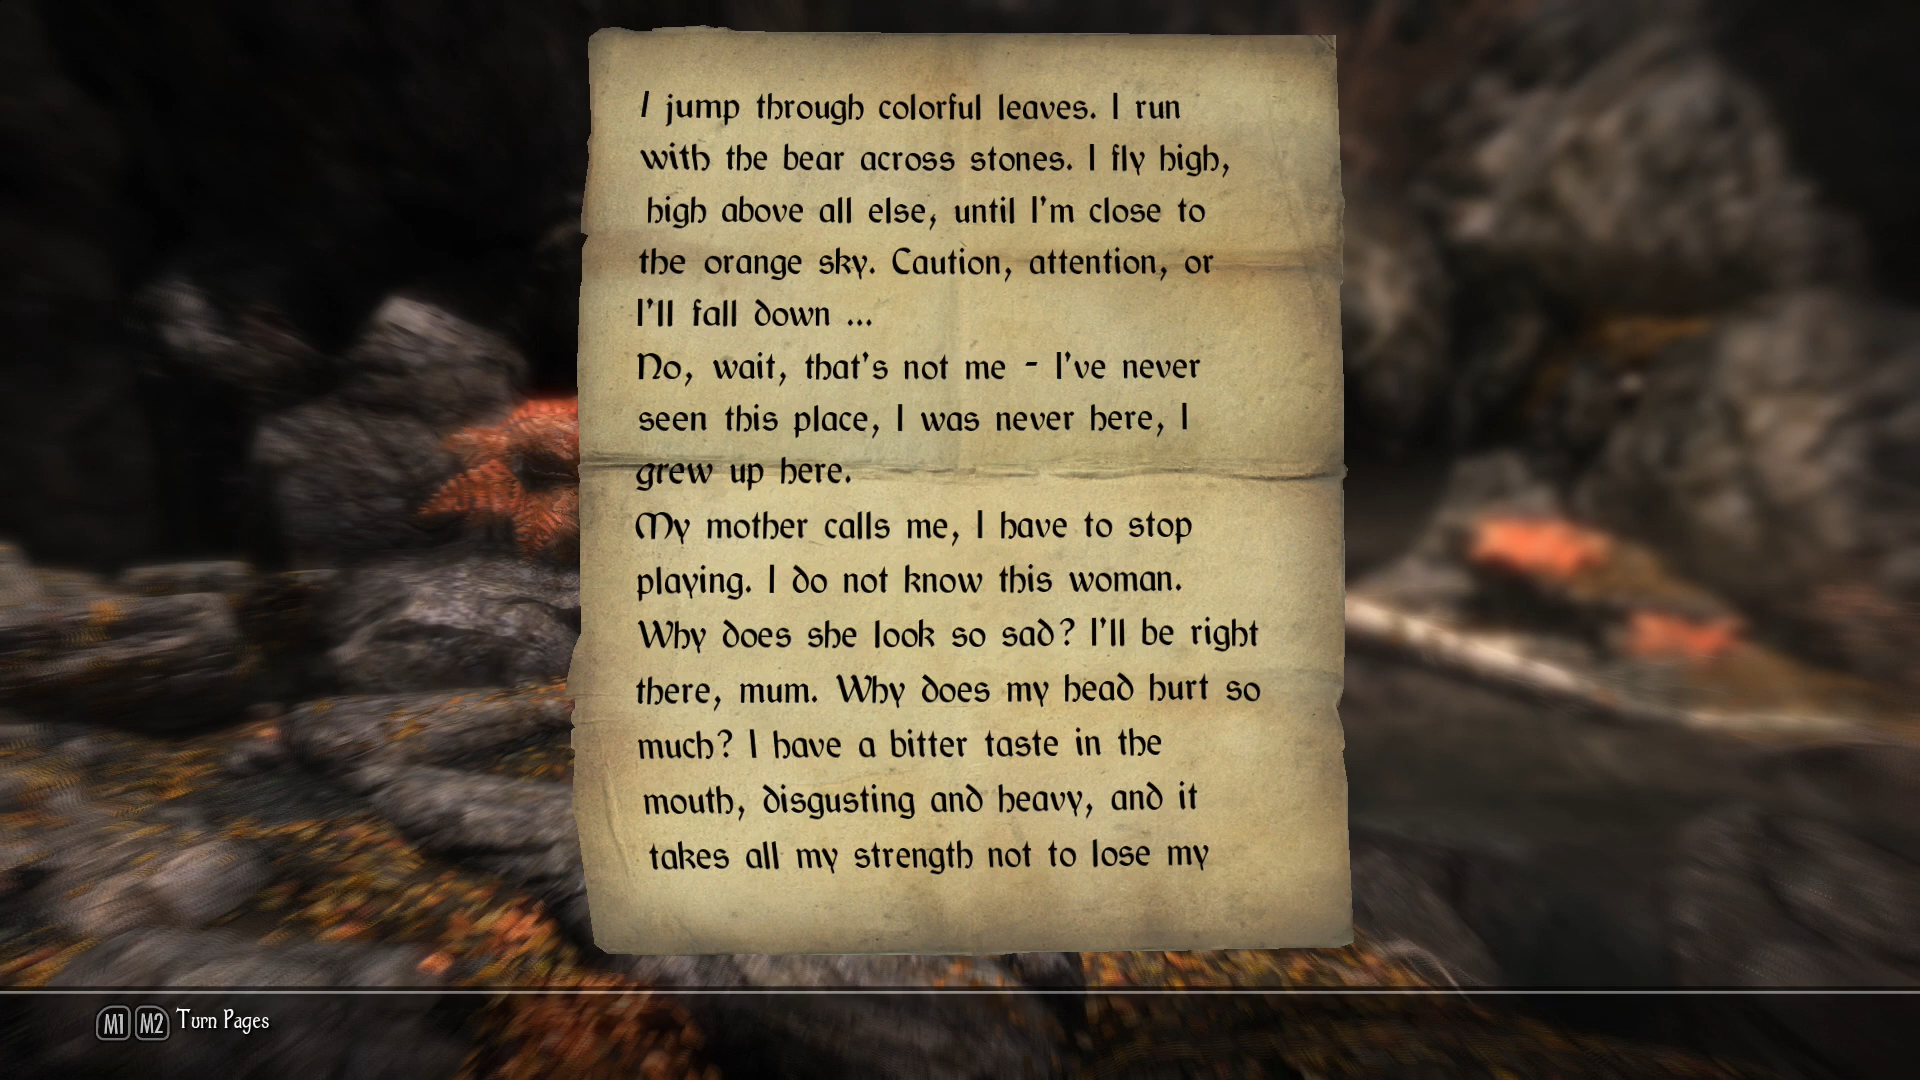 I jump through colorful leaves. I run
with the bear across stones. I fly high,
high above all else, until I'm close to
the orange sky. Caution, attention, or
I'll fall down ...
No, wait, that's not me - I've never
seen this place, I was never here, I
grew up here.
My mother calls me, I have to stop
playing. I do not know this woman.
Why does she look so sad? I'll be right
there, mum. Why does my head hurt so
much? I have a bitter taste in the
mouth, disgusting and heavy, and it
takes all my strength not to lose my
M1 M2 Turn Pages